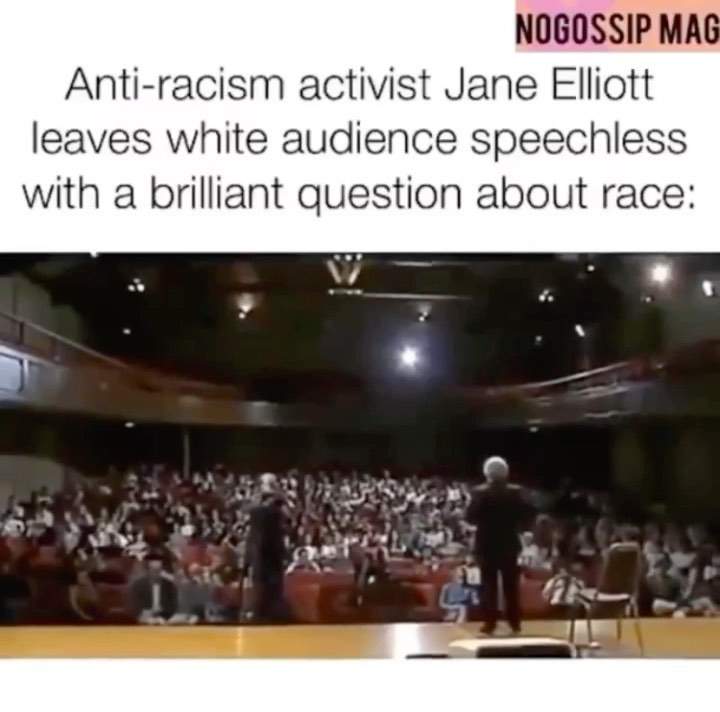 NOGOSSIP MAG
Anti-racism activist Jane Elliott
leaves white audience speechless
with a brilliant question about race: